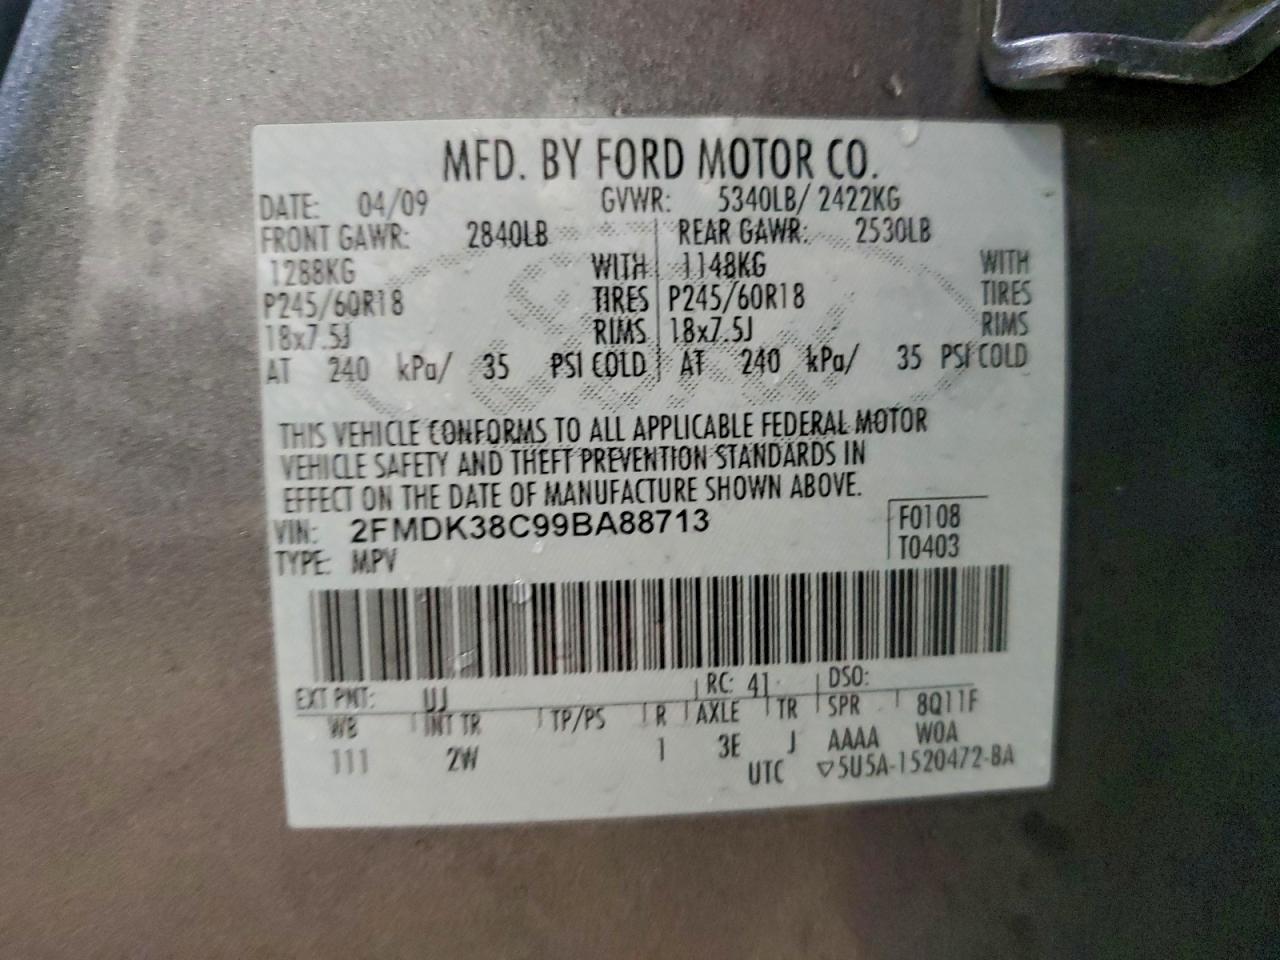 MFD. BY FORD MOTOR CO.
DATE: 04/09 GVWR: 5340LB/ 2422KG
FRONT GAWR: 2840LB REAR GAWR: 2530LB
1288KG WITH 1148KG WITH
P245/60R18 TIRES P245/60R18 TIRES
18x7.5J RIMS 18x7.5J RIMS
AT 240 kPa/ 35 PSI COLD AT 240 kPa/ 35 PSI COLD
THIS VEHICLE CONFORMS TO ALL APPLICABLE FEDERAL MOTOR
VEHICLE SAFETY AND THEFT PREVENTION STANDARDS IN
EFFECT ON THE DATE OF MANUFACTURE SHOWN ABOVE.
VIN: 2FMDK38C99BA88713 F0108
TYPE: MPV T0403
EXT PNT: UJ RC: 41 DSO:
WB INT TR TP/PS R AXLE TR SPR 8Q11F
111 2W 1 3E J AAAA W0A
UTC ▽5U5A-1520472-BA